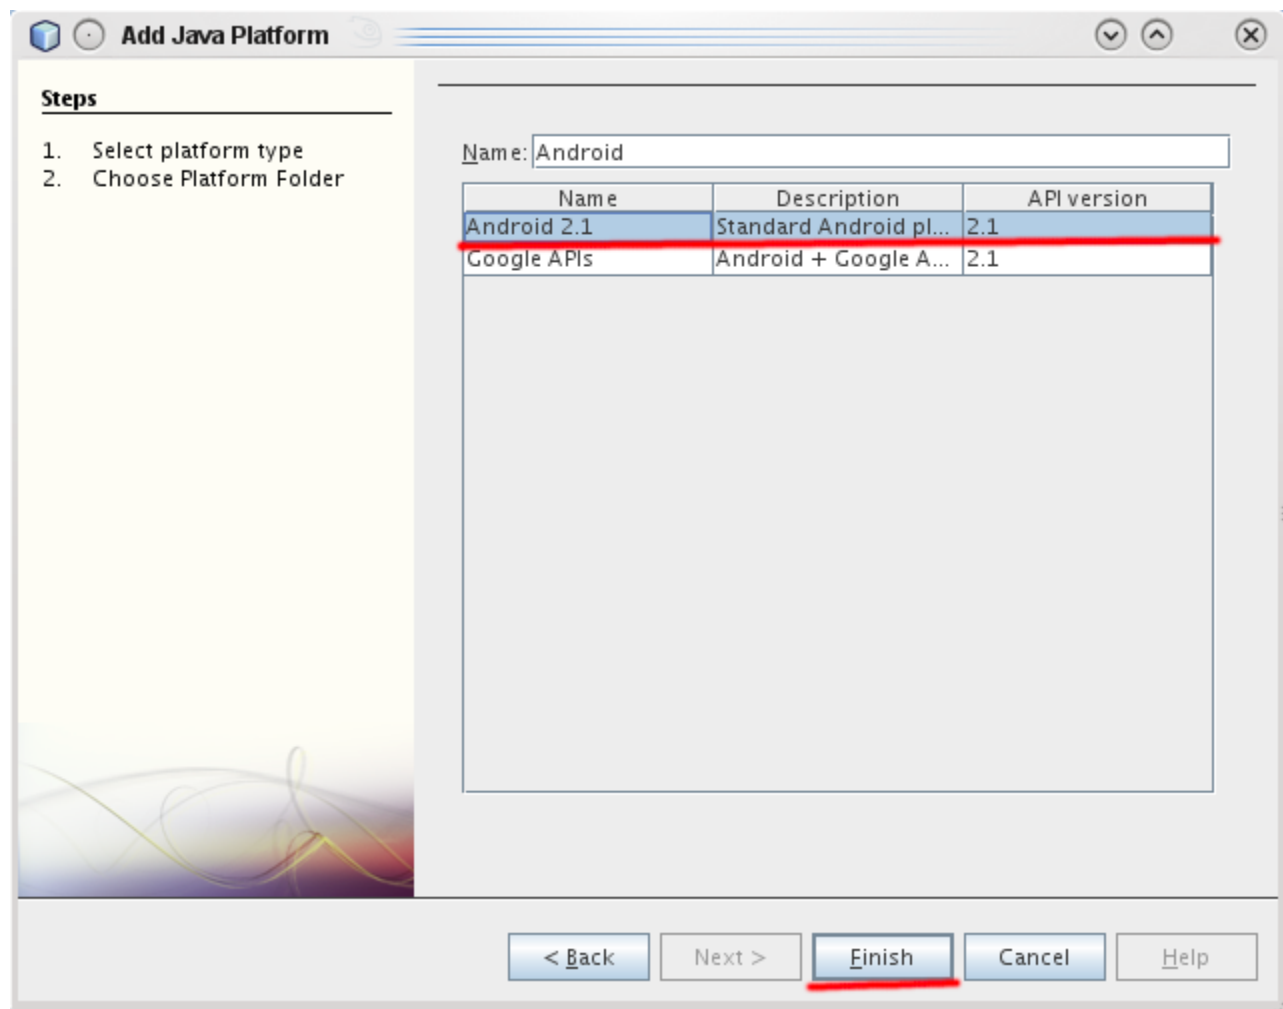 Add Java Platform
Steps
1. Select platform type
2. Choose Platform Folder
Name: Android
Name Description API version
Android 2.1 Standard Android pl... 2.1
Google APIs Android + Google A... 2.1
< Back Next > Finish Cancel Help